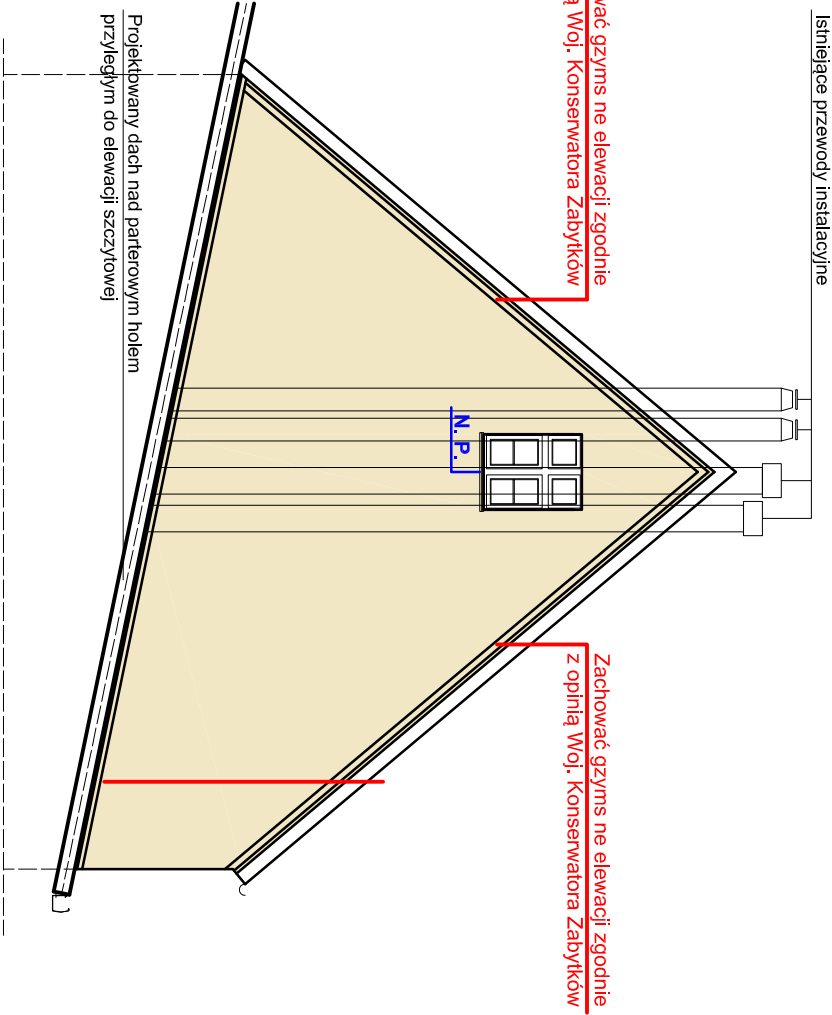 Istniejące przewody instalacyjne
wać gzyms ne elewacji zgodnie
ą Woj. Konserwatora Zabytków
Zachować gzyms ne elewacji zgodnie
z opinią Woj. Konserwatora Zabytków
N. P.
Projektowany dach nad parterowym holem
przyległym do elewacji szczytowej